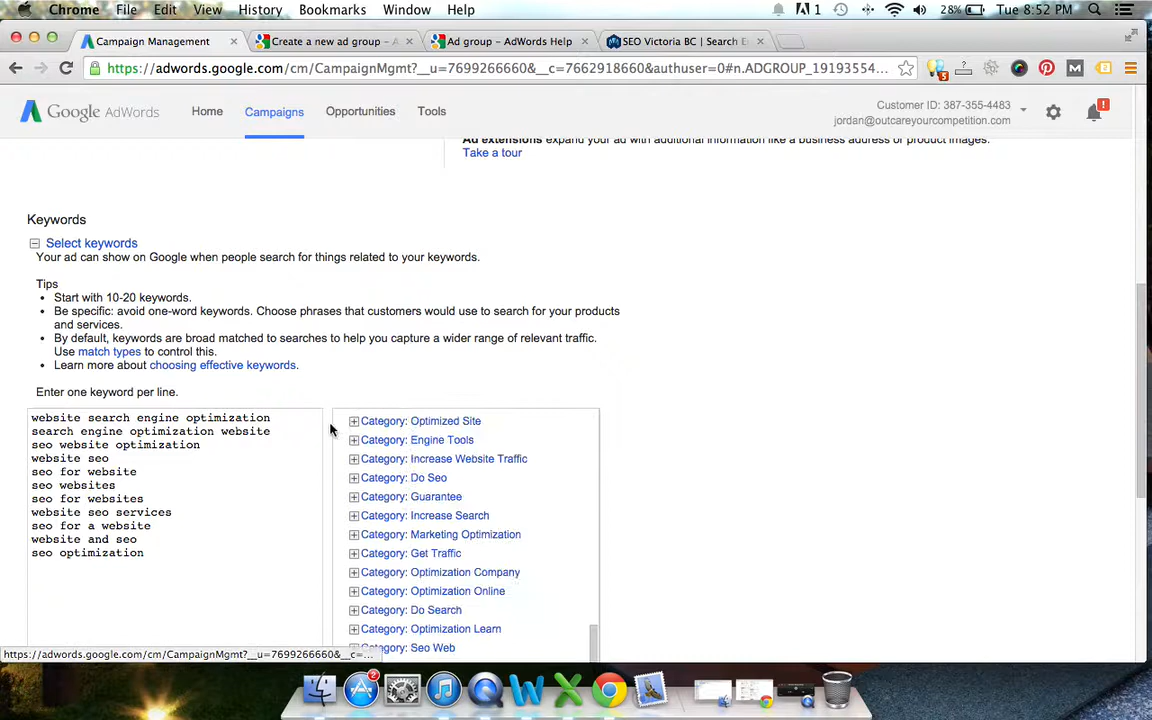 Chrome File Edit View History Bookmarks Window Help 1 28% Tue 8:52 PM
Campaign Management × Create a new ad group - A × Ad group - AdWords Help × SEO Victoria BC | Search E ×
https://adwords.google.com/cm/CampaignMgmt?__u=7699266660&__c=7662918660&authuser=0#n.ADGROUP_19193554...
Google AdWords Home Campaigns Opportunities Tools
Customer ID: 387-355-4483
jordan@outcareyourcompetition.com
Ad extensions expand your ad with additional information like a business address or product images.
Take a tour
Keywords
Select keywords
Your ad can show on Google when people search for things related to your keywords.
Tips
• Start with 10-20 keywords.
• Be specific: avoid one-word keywords. Choose phrases that customers would use to search for your products
and services.
• By default, keywords are broad matched to searches to help you capture a wider range of relevant traffic.
Use match types to control this.
• Learn more about choosing effective keywords.
Enter one keyword per line.
website search engine optimization
search engine optimization website
seo website optimization
website seo
seo for website
seo websites
seo for websites
website seo services
seo for a website
website and seo
seo optimization
Category: Optimized Site
Category: Engine Tools
Category: Increase Website Traffic
Category: Do Seo
Category: Guarantee
Category: Increase Search
Category: Marketing Optimization
Category: Get Traffic
Category: Optimization Company
Category: Optimization Online
Category: Do Search
Category: Optimization Learn
Category: Seo Web
https://adwords.google.com/cm/CampaignMgmt?__u=7699266660&__c=...
2